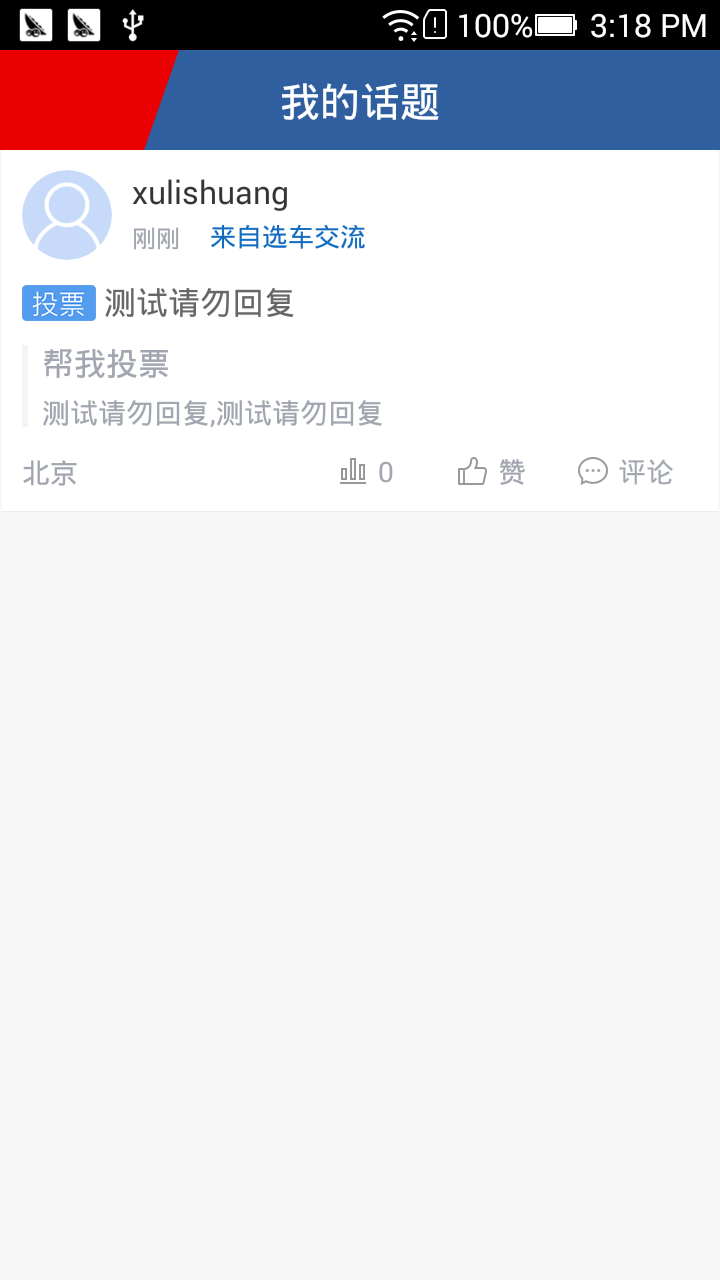 100% 3:18 PM
我的话题
xulishuang
刚刚 来自选车交流
投票 测试请勿回复
帮我投票
测试请勿回复,测试请勿回复
北京 0 赞 评论